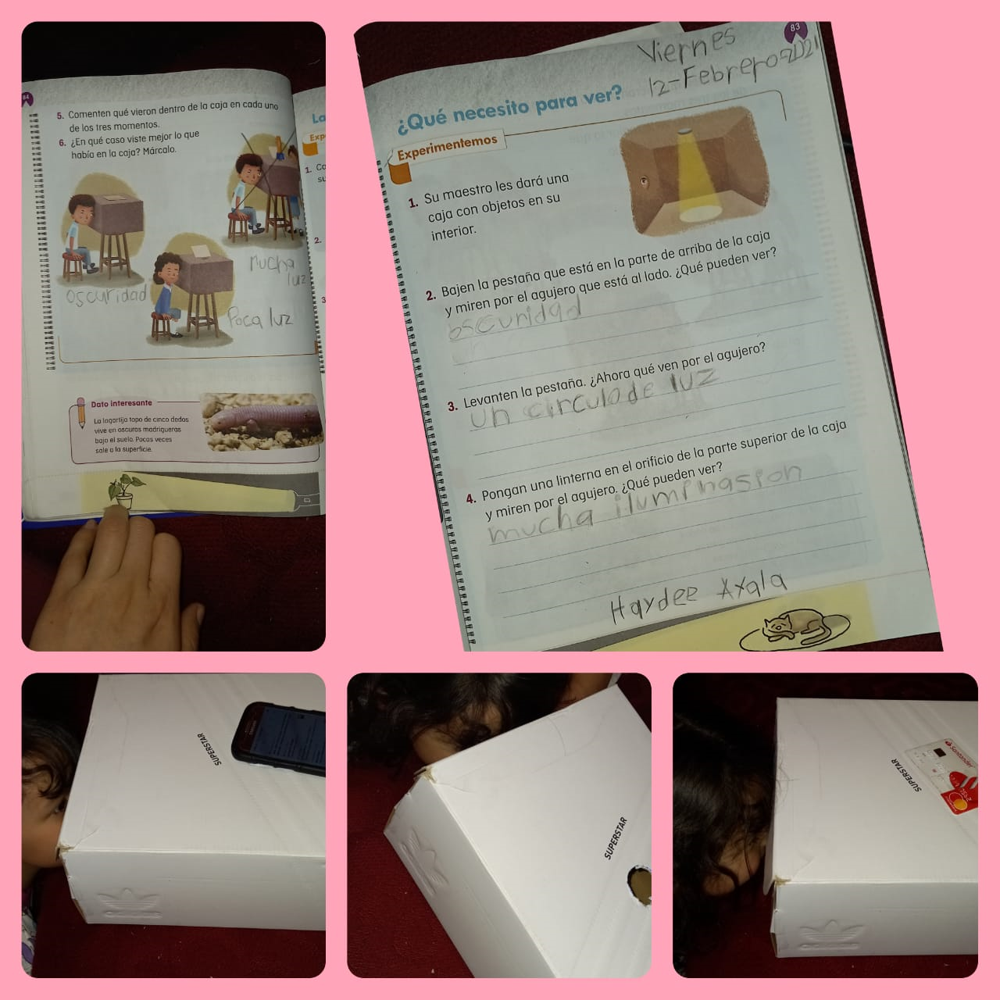 84
5. Comenten qué vieron dentro de la caja en cada uno
de los tres momentos.
6. ¿En qué caso viste mejor lo que
había en la caja? Márcalo.
oscuridad
Mucha
luz
Poca luz
Dato interesante
La lagartija topo de cinco dedos
vive en oscuras madrigueras
bajo el suelo. Pocas veces
sale a la superficie.
La
Exp
1. Co
su
2.
3
83
Viernes
12-Febrero2021
¿Qué necesito para ver?
Experimentemos
1. Su maestro les dará una
caja con objetos en su
interior.
2. Bajen la pestaña que está en la parte de arriba de la caja
y miren por el agujero que está al lado. ¿Qué pueden ver?
oscuridad
3. Levanten la pestaña. ¿Ahora qué ven por el agujero?
Un circulo de luz
4. Pongan una linterna en el orificio de la parte superior de la caja
y miren por el agujero. ¿Qué pueden ver?
mucha iluminasion
Haydee Ayala
SUPERSTAR
SUPERSTAR
SUPERSTAR
Santander